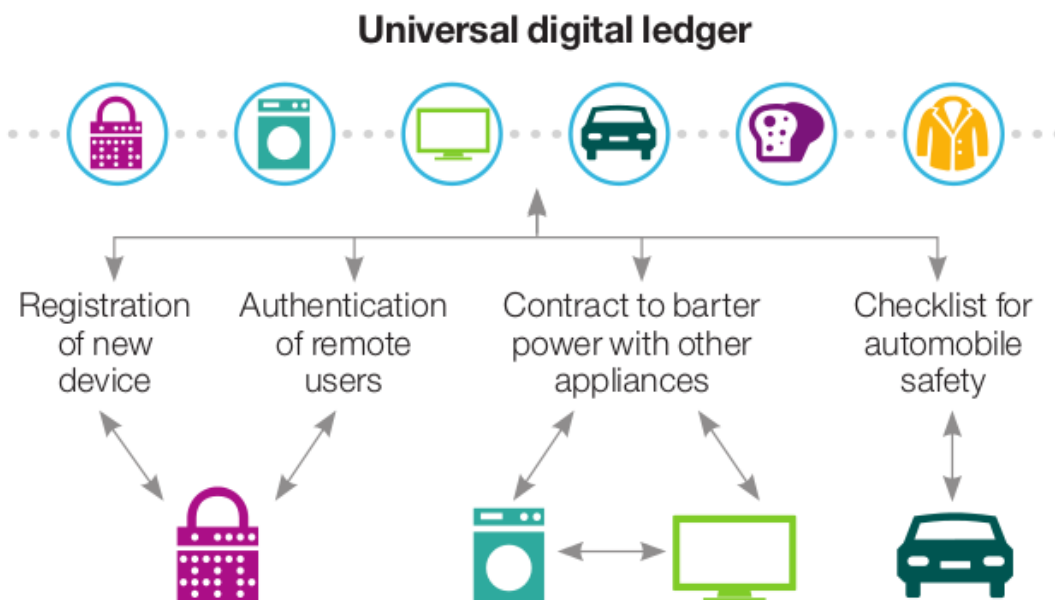 Universal digital ledger
Registration
of new
device
Authentication
of remote
users
Contract to barter
power with other
appliances
Checklist for
automobile
safety